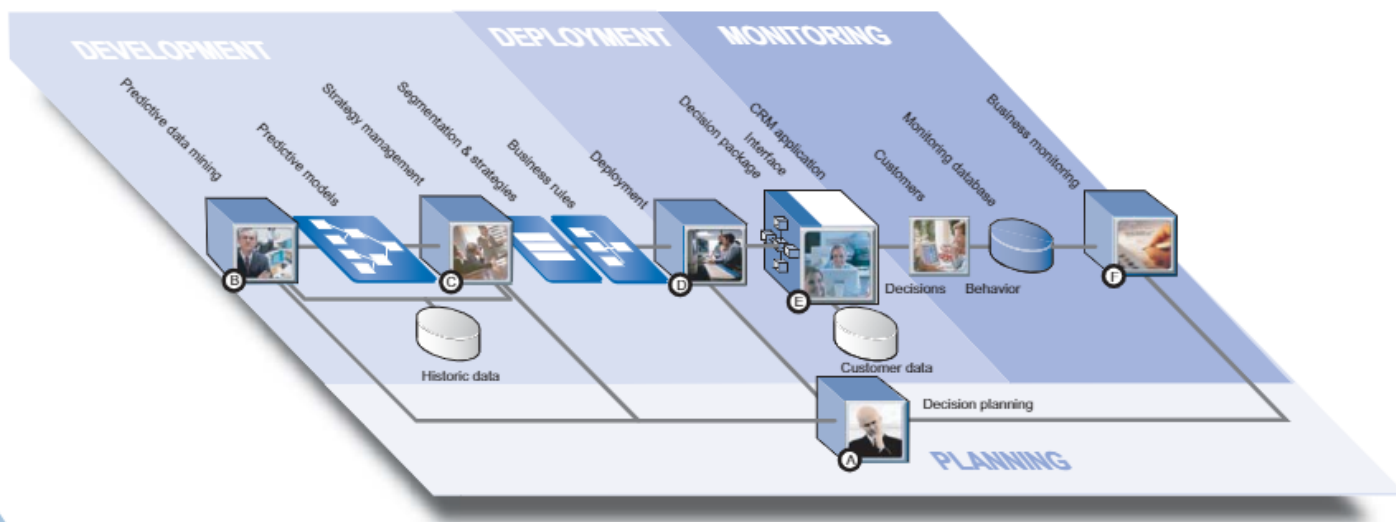 DEVELOPMENT
DEPLOYMENT
MONITORING
Predictive data mining
Predictive models
Strategy management
Segmentation & strategies
Business rules
Deployment
Decision package
Interface
CRM application
Customers
Monitoring database
Business monitoring
B
C
D
E
F
Decisions
Behavior
Historic data
Customer data
Decision planning
A
PLANNING